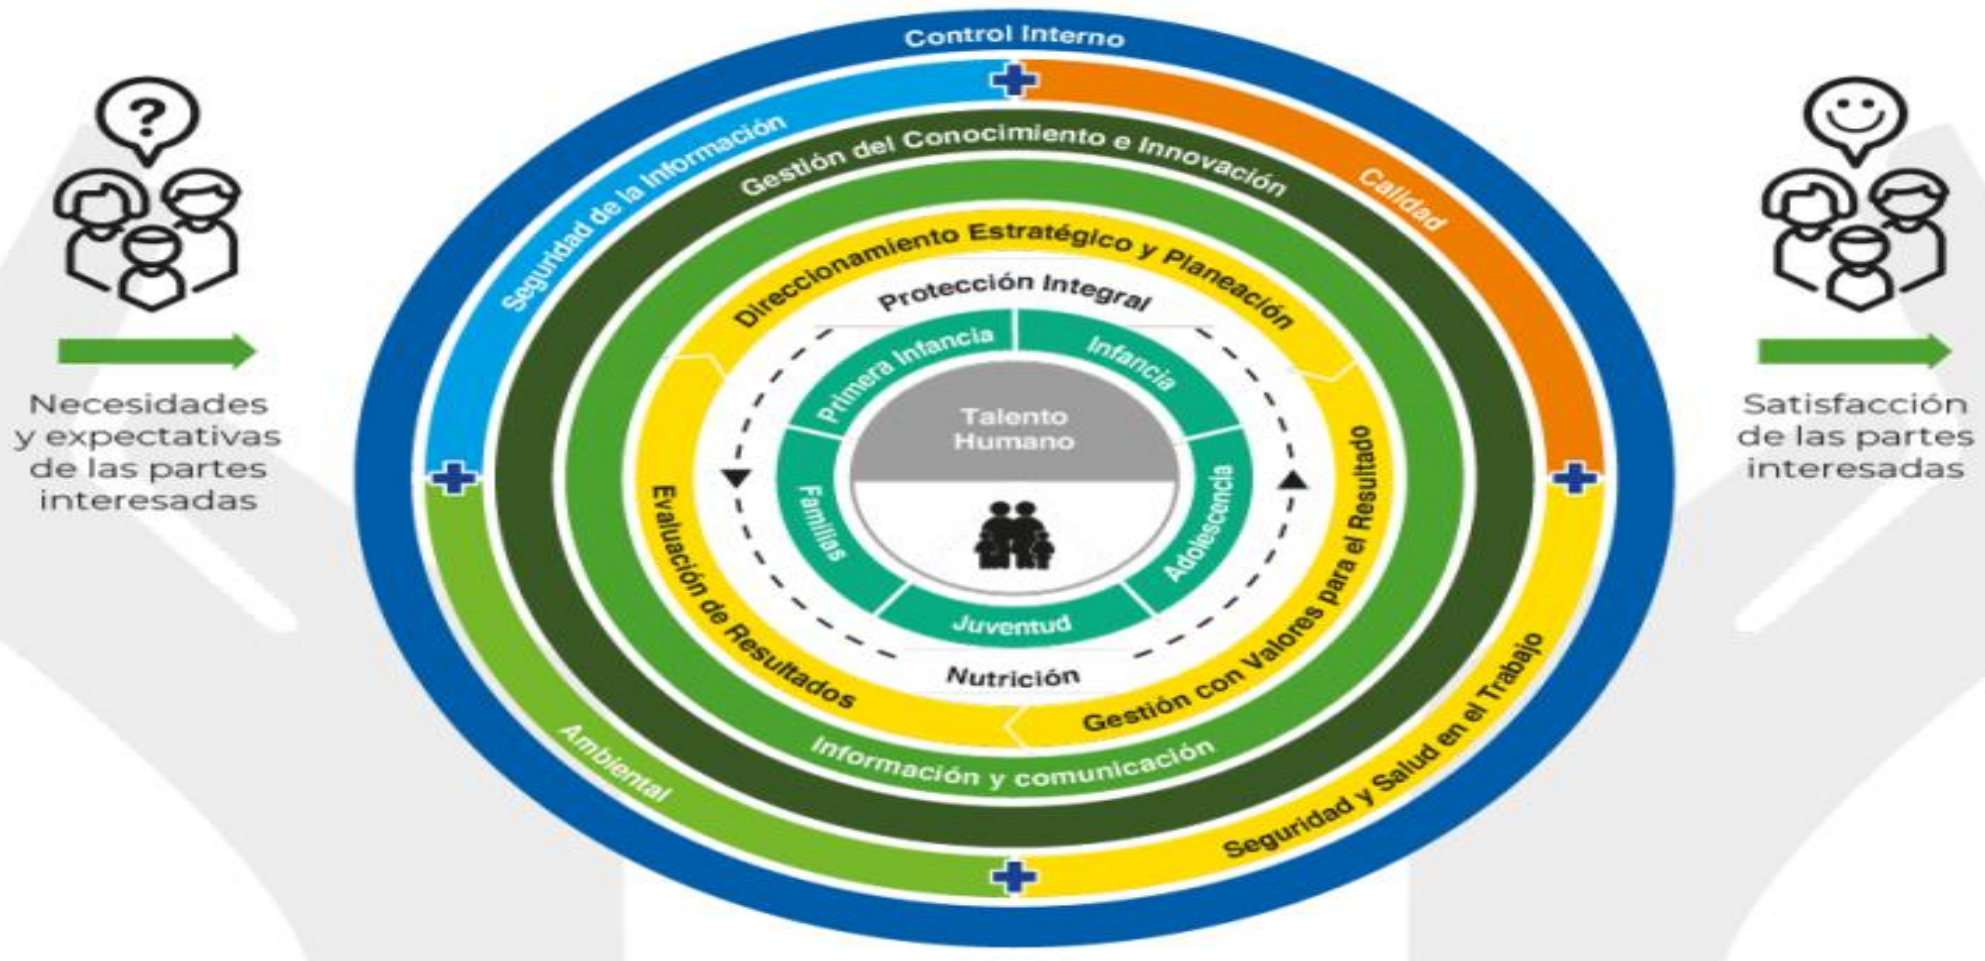 Control Interno
Seguridad de la Información
Calidad
Gestión del Conocimiento e Innovación
Direccionamiento Estratégico y Planeación
Protección Integral
Primera Infancia
Infancia
?
Necesidades
y expectativas
de las partes
interesadas
Talento
Humano
Satisfacción
de las partes
interesadas
Familias
Adolescencia
Juventud
Nutrición
Evaluación de Resultados
Gestión con Valores para el Resultado
Información y comunicación
Ambiental
Seguridad y Salud en el Trabajo